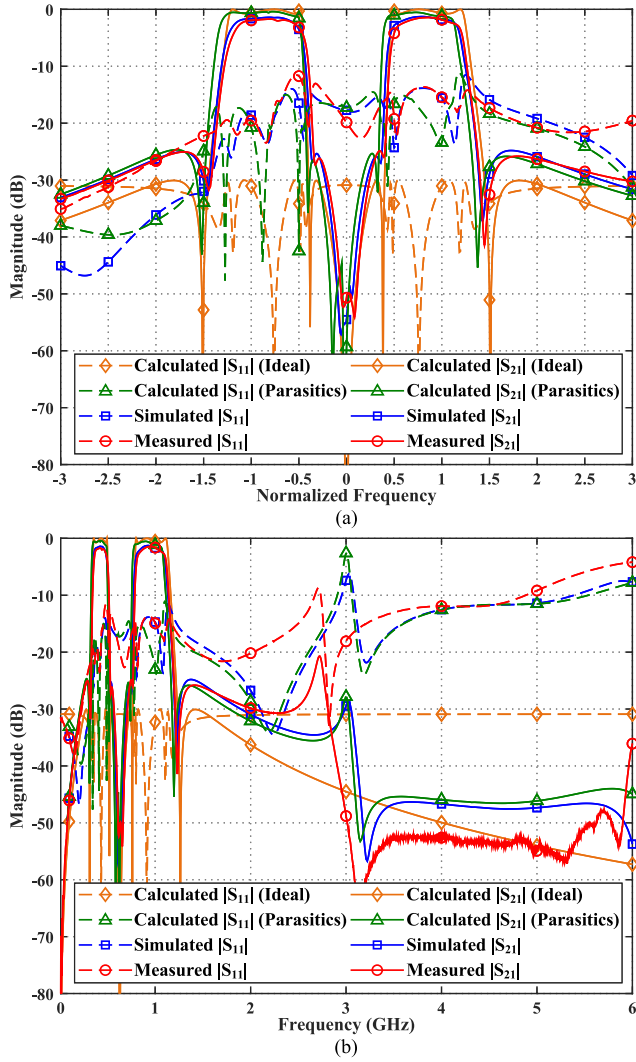 0
-10
-20
-30
-40
-50
-60
-70
-80
Magnitude (dB)
Calculated |S11| (Ideal)
Calculated |S21| (Ideal)
Calculated |S11| (Parasitics)
Calculated |S21| (Parasitics)
Simulated |S11|
Simulated |S21|
Measured |S11|
Measured |S21|
-3 -2.5 -2 -1.5 -1 -0.5 0 0.5 1 1.5 2 2.5 3
Normalized Frequency
(a)
0
-10
-20
-30
-40
-50
-60
-70
-80
Magnitude (dB)
Calculated |S11| (Ideal)
Calculated |S21| (Ideal)
Calculated |S11| (Parasitics)
Calculated |S21| (Parasitics)
Simulated |S11|
Simulated |S21|
Measured |S11|
Measured |S21|
0 1 2 3 4 5 6
Frequency (GHz)
(b)